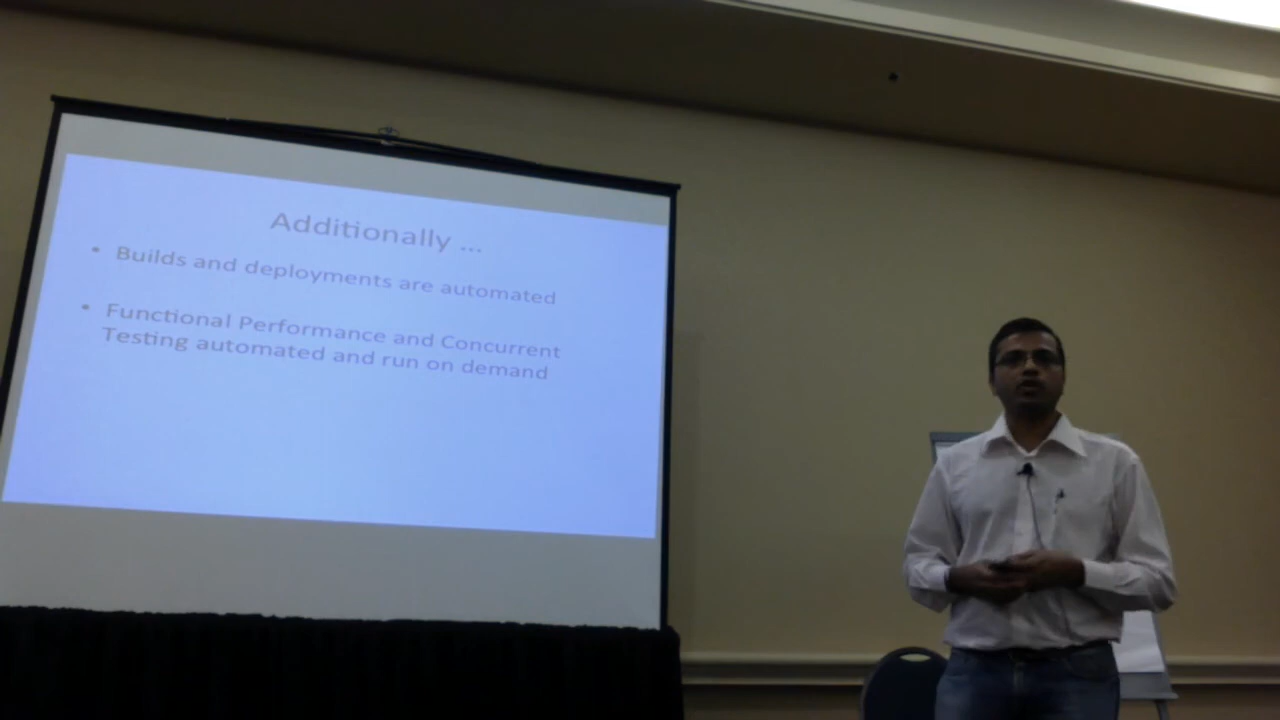 Additionally ...
• Builds and deployments are automated
• Functional Performance and Concurrent
Testing automated and run on demand